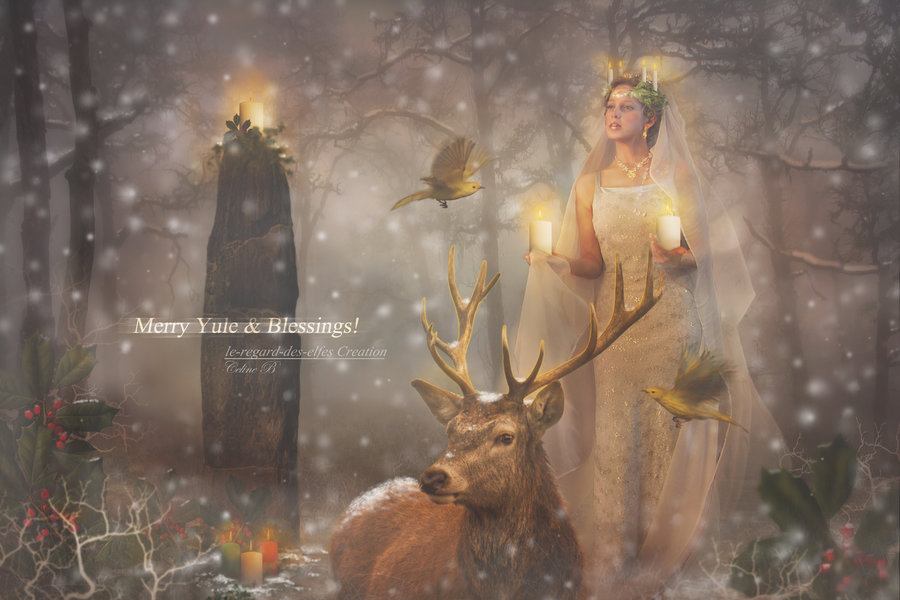 Merry Yule & Blessings!
le-regard-des-elfes Creation
Celine B